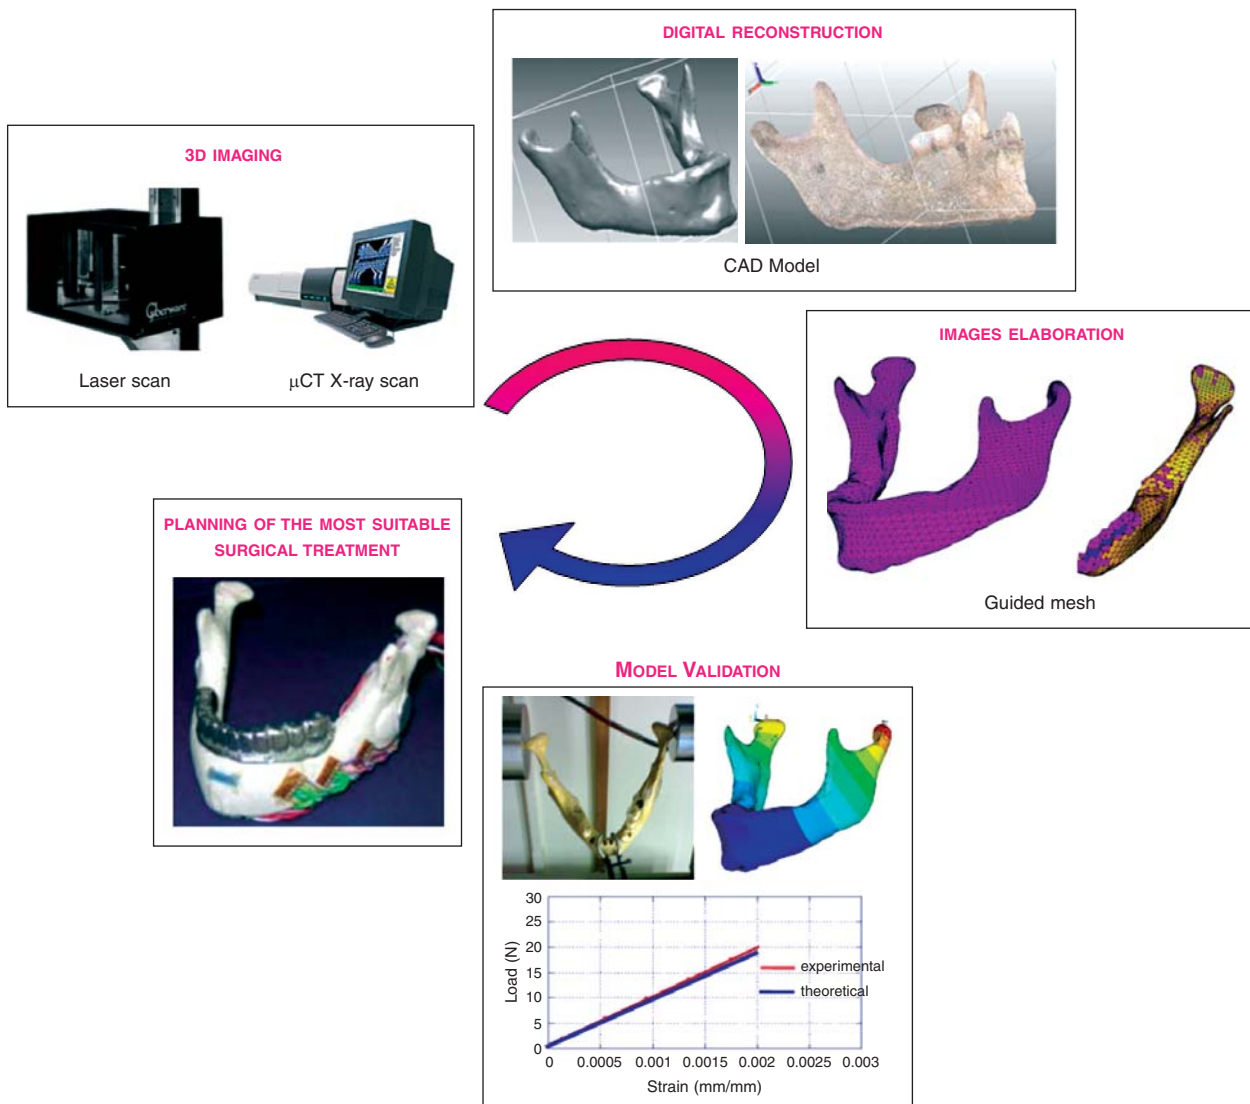 DIGITAL RECONSTRUCTION
CAD Model
3D IMAGING
Cyberware
Laser scan
μCT X-ray scan
IMAGES ELABORATION
Guided mesh
PLANNING OF THE MOST SUITABLE
SURGICAL TREATMENT
MODEL VALIDATION
30
25
20
15
10
5
0
Load (N)
experimental
theoretical
0 0.0005 0.001 0.0015 0.002 0.0025 0.003
Strain (mm/mm)